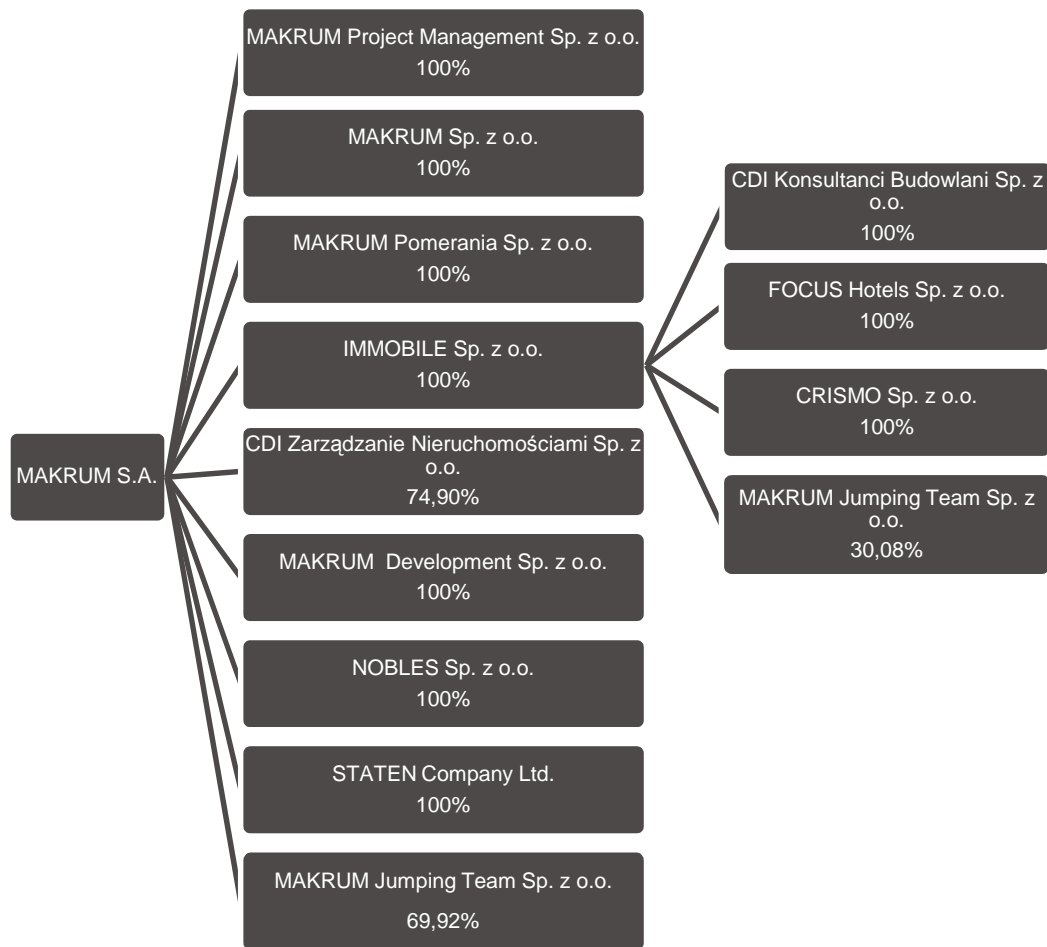 MAKRUM S.A.
MAKRUM Project Management Sp. z o.o.
100%
MAKRUM Sp. z o.o.
100%
MAKRUM Pomerania Sp. z o.o.
100%
IMMOBILE Sp. z o.o.
100%
CDI Zarządzanie Nieruchomościami Sp. z
o.o.
74,90%
MAKRUM  Development Sp. z o.o.
100%
NOBLES Sp. z o.o.
100%
STATEN Company Ltd.
100%
MAKRUM Jumping Team Sp. z o.o.
69,92%
CDI Konsultanci Budowlani Sp. z
o.o.
100%
FOCUS Hotels Sp. z o.o.
100%
CRISMO Sp. z o.o.
100%
MAKRUM Jumping Team Sp. z
o.o.
30,08%